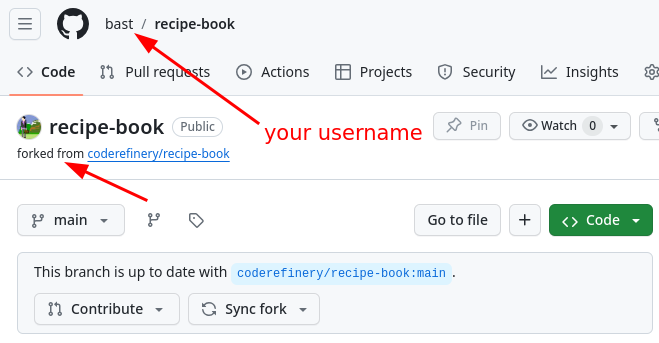 bast / recipe-book
Code Pull requests Actions Projects Security Insights
recipe-book Public
your username
Pin Watch 0
forked from coderefinery/recipe-book
main Go to file + Code
This branch is up to date with coderefinery/recipe-book:main.
Contribute Sync fork